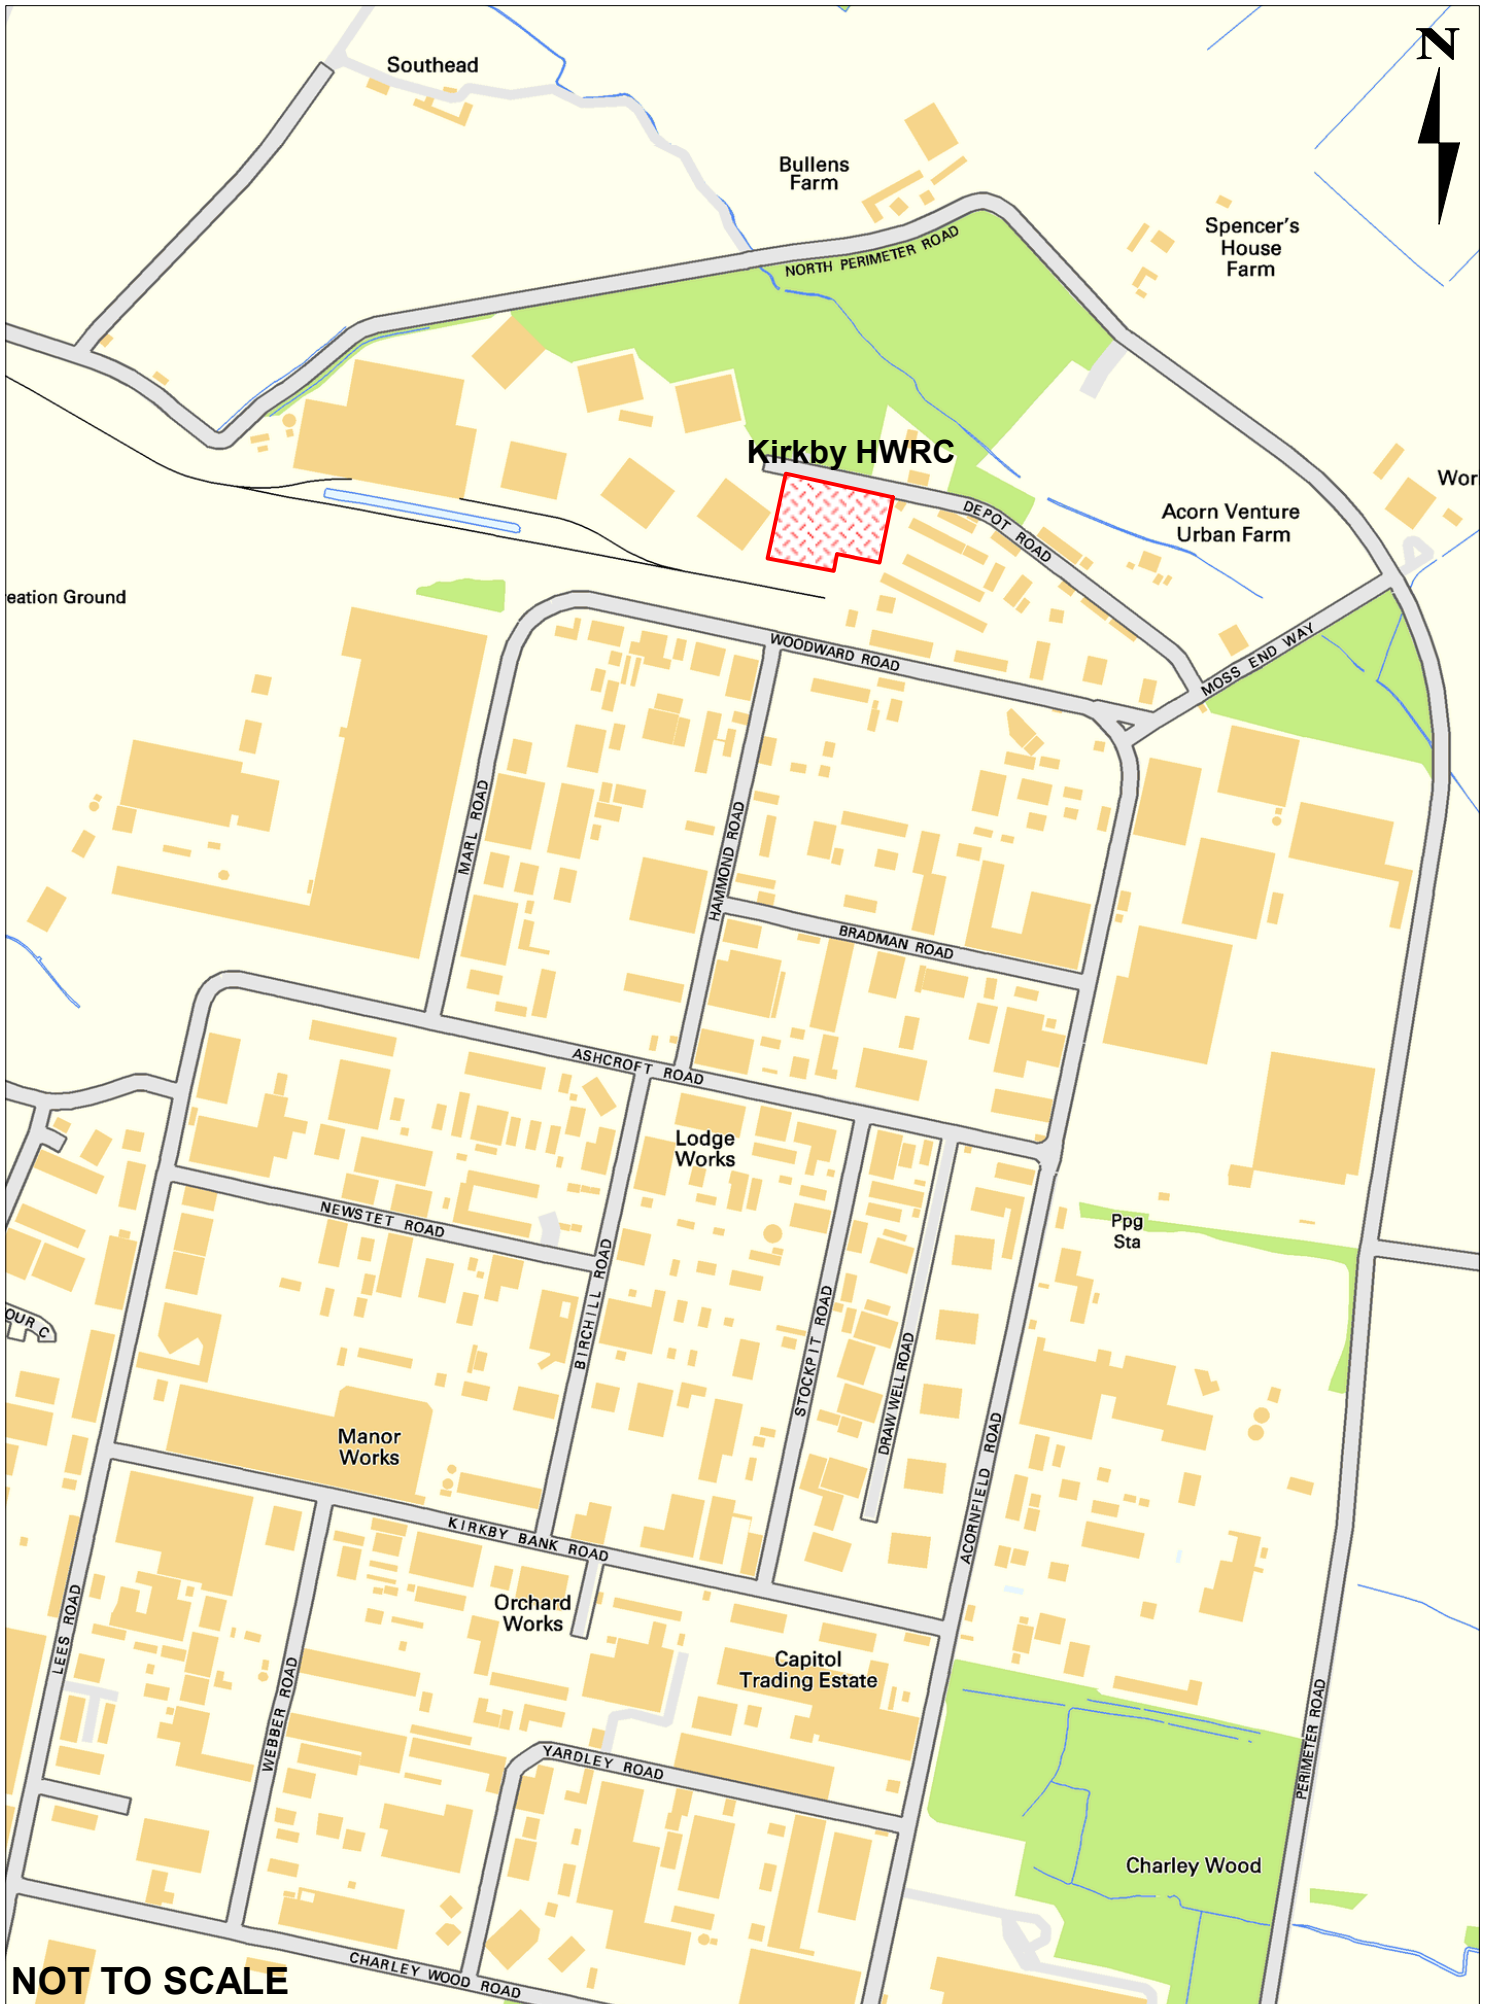 N
Southead
Bullens
Farm
Spencer's
House
Farm
NORTH PERIMETER ROAD
Kirkby HWRC
Wor
DEPOT ROAD
Acorn Venture
Urban Farm
eation Ground
WOODWARD ROAD
MOSS END WAY
MARL ROAD
HAMMOND ROAD
BRADMAN ROAD
ASHCROFT ROAD
Lodge
Works
NEWSTET ROAD
Ppg
Sta
BIRCHILL ROAD
OUR C
STOCKPIT ROAD
DRAW WELL ROAD
ACORNFIELD ROAD
Manor
Works
KIRKBY BANK ROAD
Orchard
Works
LEES ROAD
WEBBER ROAD
Capitol
Trading Estate
PERIMETER ROAD
YARDLEY ROAD
Charley Wood
CHARLEY WOOD ROAD
NOT TO SCALE